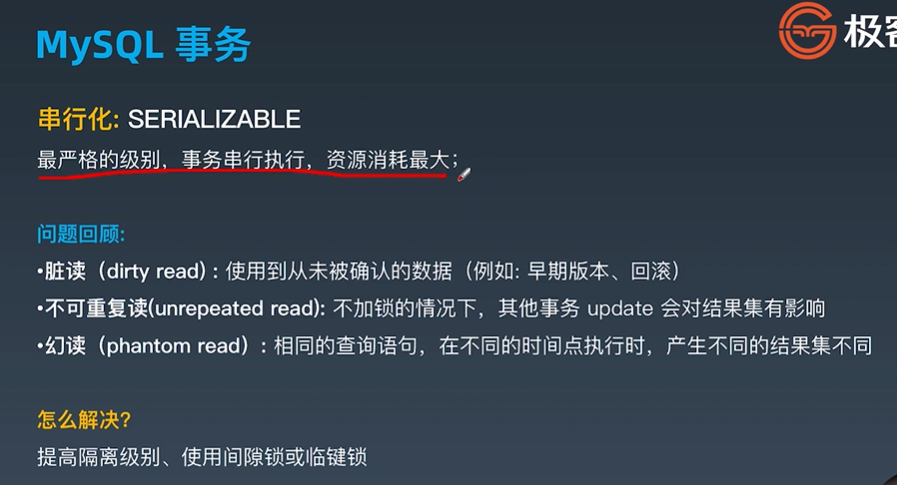 MySQL 事务
极客
串行化: SERIALIZABLE
最严格的级别，事务串行执行，资源消耗最大；
问题回顾:
•脏读（dirty read）: 使用到从未被确认的数据（例如: 早期版本、回滚）
•不可重复读(unrepeated read): 不加锁的情况下，其他事务 update 会对结果集有影响
•幻读（phantom read）: 相同的查询语句，在不同的时间点执行时，产生不同的结果集不同
怎么解决?
提高隔离级别、使用间隙锁或临键锁